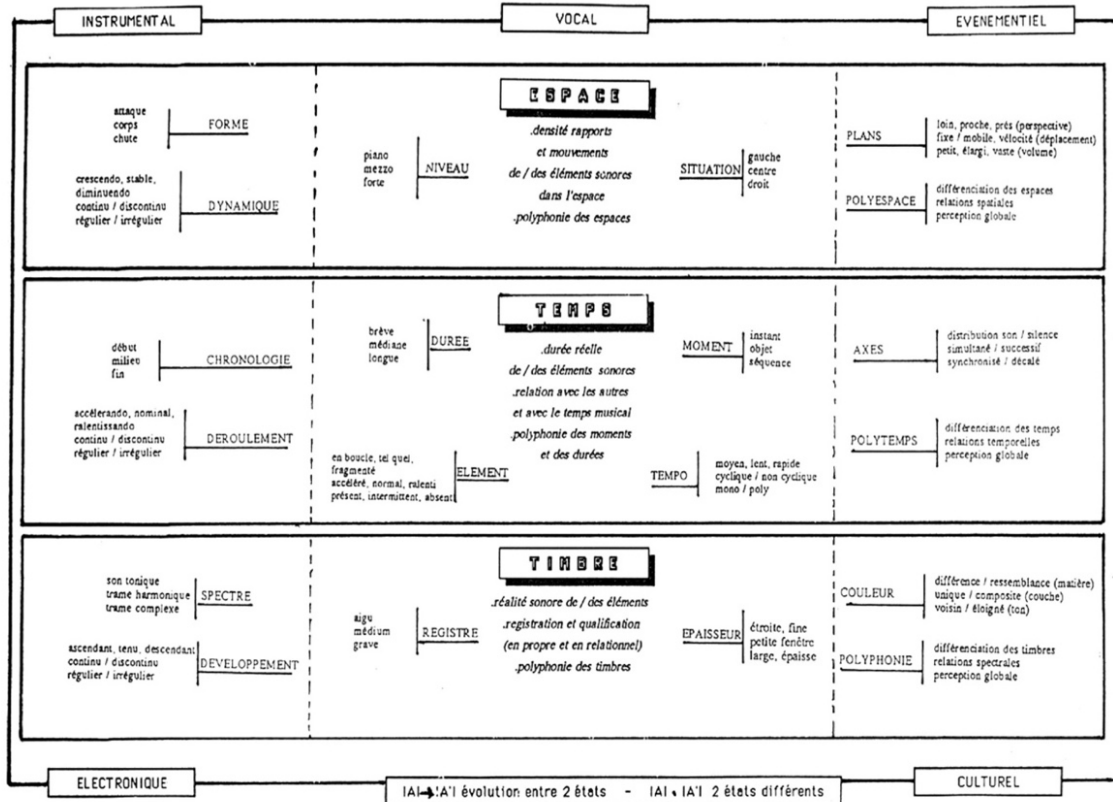 INSTRUMENTAL
VOCAL
EVENEMENTIEL
ESPACE
attaque
corps
chute
FORME
crescendo, stable,
diminuendo
continu / discontinu
régulier / irrégulier
DYNAMIQUE
piano
mezzo
forte
NIVEAU
.densité rapports
et mouvements
de / des éléments sonores
dans l'espace
.polyphonie des espaces
SITUATION
gauche
centre
droit
PLANS
loin, proche, près (perspective)
fixe / mobile, vélocité (déplacement)
petit, élargi, vaste (volume)
POLYESPACE
différenciation des espaces
relations spatiales
perception globale
TEMPS
début
milieu
fin
CHRONOLOGIE
accélerando, nominal,
ralentissando
continu / discontinu
régulier / irrégulier
DEROULEMENT
brève
médiane
longue
DUREE
.durée réelle
de / des éléments sonores
.relation avec les autres
et avec le temps musical
.polyphonie des moments
et des durées
en boucle, tel quel,
fragmenté
accéléré, normal, ralenti
présent, intermittent, absent
ELEMENT
MOMENT
instant
objet
séquence
TEMPO
moyen, lent, rapide
cyclique / non cyclique
mono / poly
AXES
distribution son / silence
simultané / successif
synchronisé / décalé
POLYTEMPS
différenciation des temps
relations temporelles
perception globale
TIMBRE
son tonique
trame harmonique
trame complexe
SPECTRE
ascendant, tenu, descendant
continu / discontinu
régulier / irrégulier
DEVELOPPEMENT
aigu
médium
grave
REGISTRE
.réalité sonore de / des éléments
.registration et qualification
(en propre et en relationnel)
.polyphonie des timbres
EPAISSEUR
étroite, fine
petite fenêtre
large, épaisse
COULEUR
différence / ressemblance (matière)
unique / composite (couche)
voisin / éloigné (ton)
POLYPHONIE
différenciation des timbres
relations spectrales
perception globale
ELECTRONIQUE
IAI→IA'I évolution entre 2 états - IAI, IA'I 2 états différents
CULTUREL